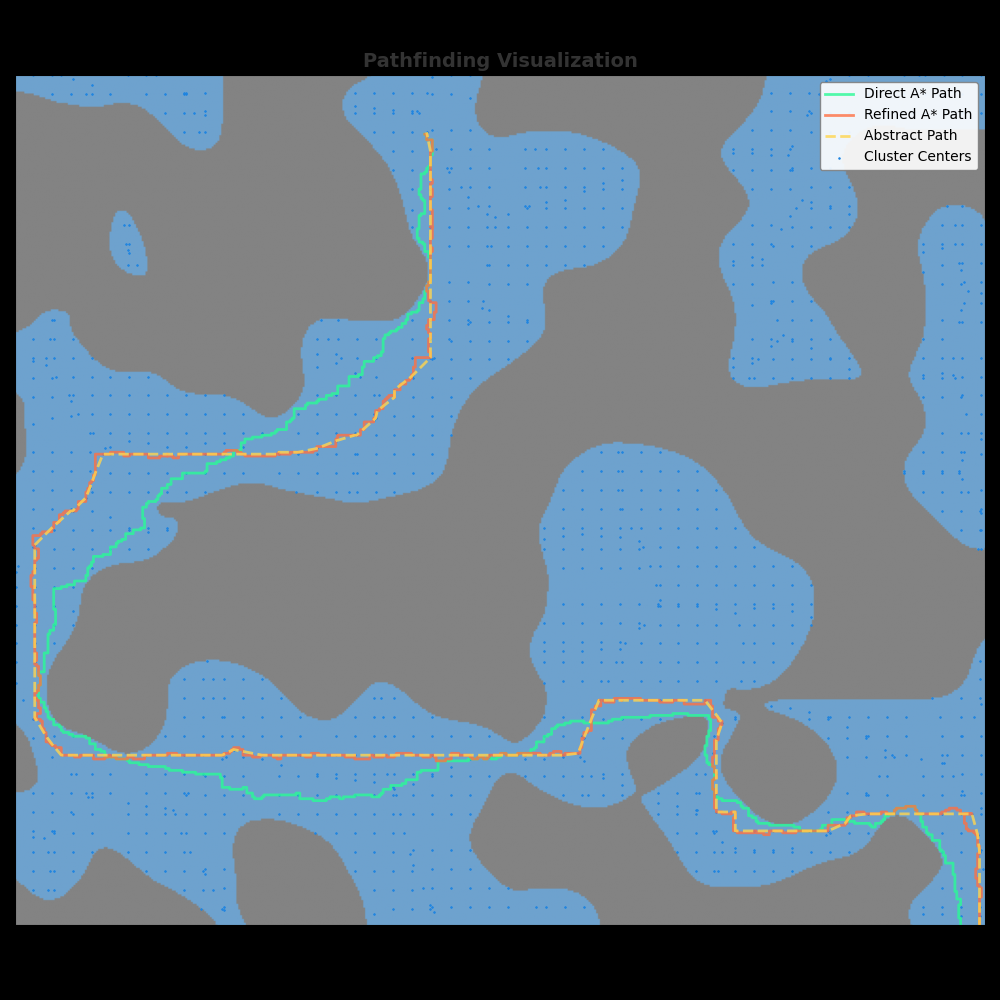 Pathfinding Visualization
Direct A* Path
Refined A* Path
Abstract Path
Cluster Centers